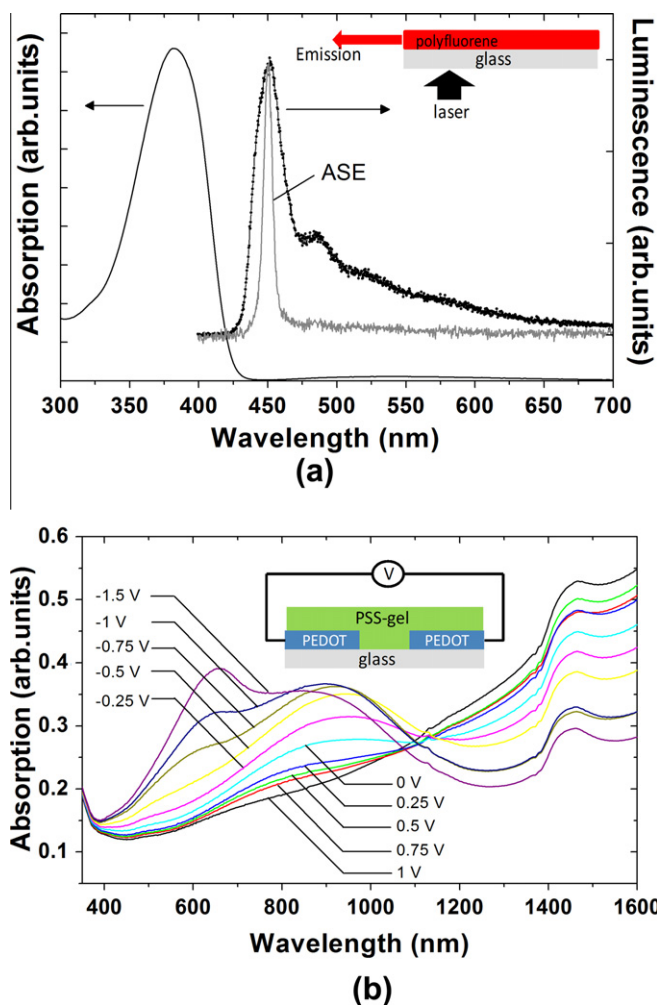 Absorption (arb.units)
Luminescence (arb.units)
Emission
polyfluorene
glass
laser
ASE
300 350 400 450 500 550 600 650 700
Wavelength (nm)
(a)
Absorption (arb.units)
0.6
0.5
0.4
0.3
0.2
0.1
-1.5 V
-1 V
-0.75 V
-0.5 V
-0.25 V
V
PSS-gel
PEDOT PEDOT
glass
0 V
0.25 V
0.5 V
0.75 V
1 V
400 600 800 1000 1200 1400 1600
Wavelength (nm)
(b)